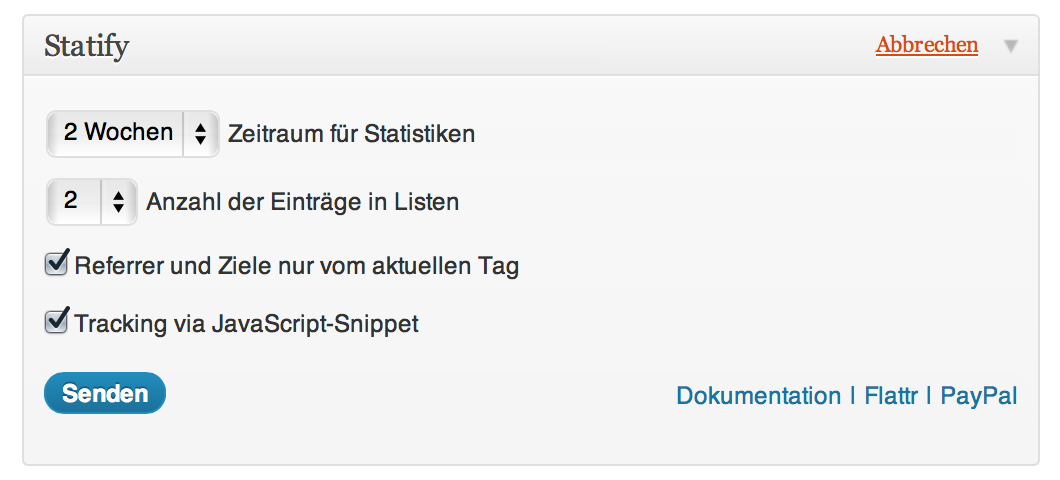 Statify Abbrechen
2 Wochen Zeitraum für Statistiken
2 Anzahl der Einträge in Listen
Referrer und Ziele nur vom aktuellen Tag
Tracking via JavaScript-Snippet
Senden Dokumentation | Flattr | PayPal